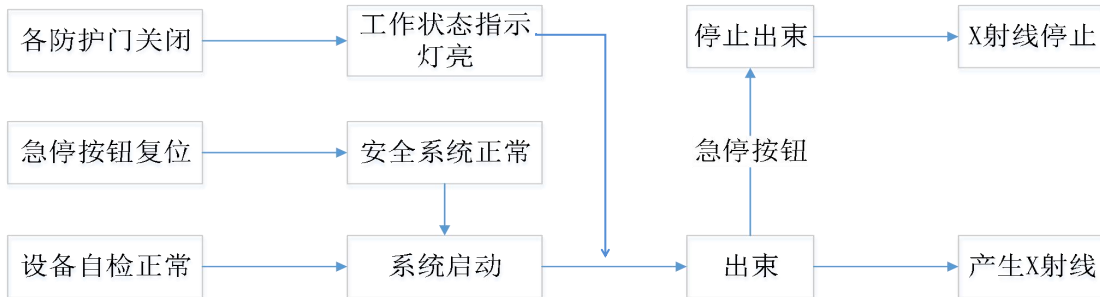 各防护门关闭
工作状态指示
灯亮
停止出束
X射线停止
急停按钮复位
安全系统正常
急停按钮
设备自检正常
系统启动
出束
产生X射线